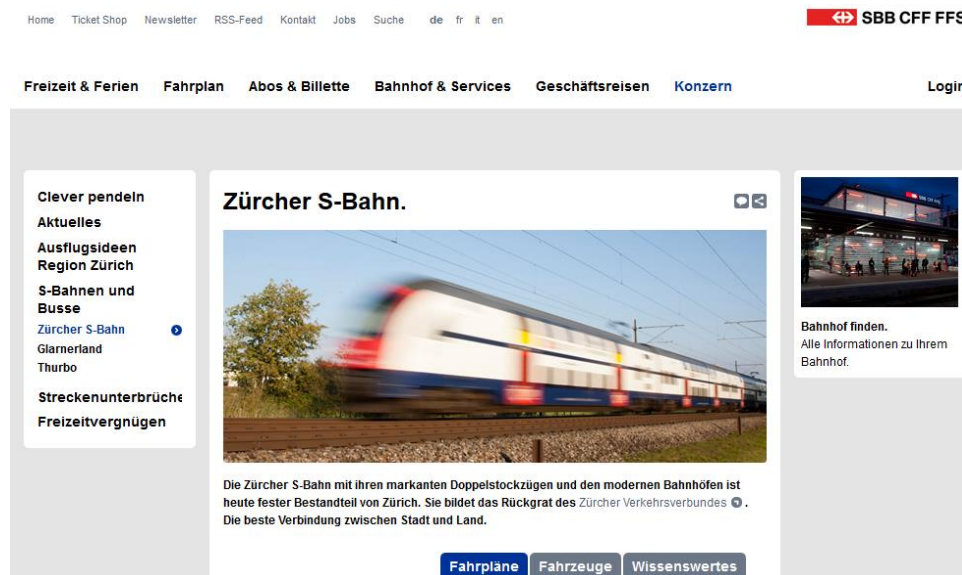 Home Ticket Shop Newsletter RSS-Feed Kontakt Jobs Suche de fr it en
SBB CFF FFS
Freizeit & Ferien Fahrplan Abos & Billette Bahnhof & Services Geschäftsreisen Konzern Login
Clever pendeln
Aktuelles
Ausflugsideen
Region Zürich
S-Bahnen und
Busse
Zürcher S-Bahn
Glarnerland
Thurbo
Streckenunterbrüche
Freizeitvergnügen
Zürcher S-Bahn.
Die Zürcher S-Bahn mit ihren markanten Doppelstockzügen und den modernen Bahnhöfen ist
heute fester Bestandteil von Zürich. Sie bildet das Rückgrat des Zürcher Verkehrsverbundes .
Die beste Verbindung zwischen Stadt und Land.
Fahrpläne Fahrzeuge Wissenswertes
Bahnhof finden.
Alle Informationen zu Ihrem
Bahnhof.